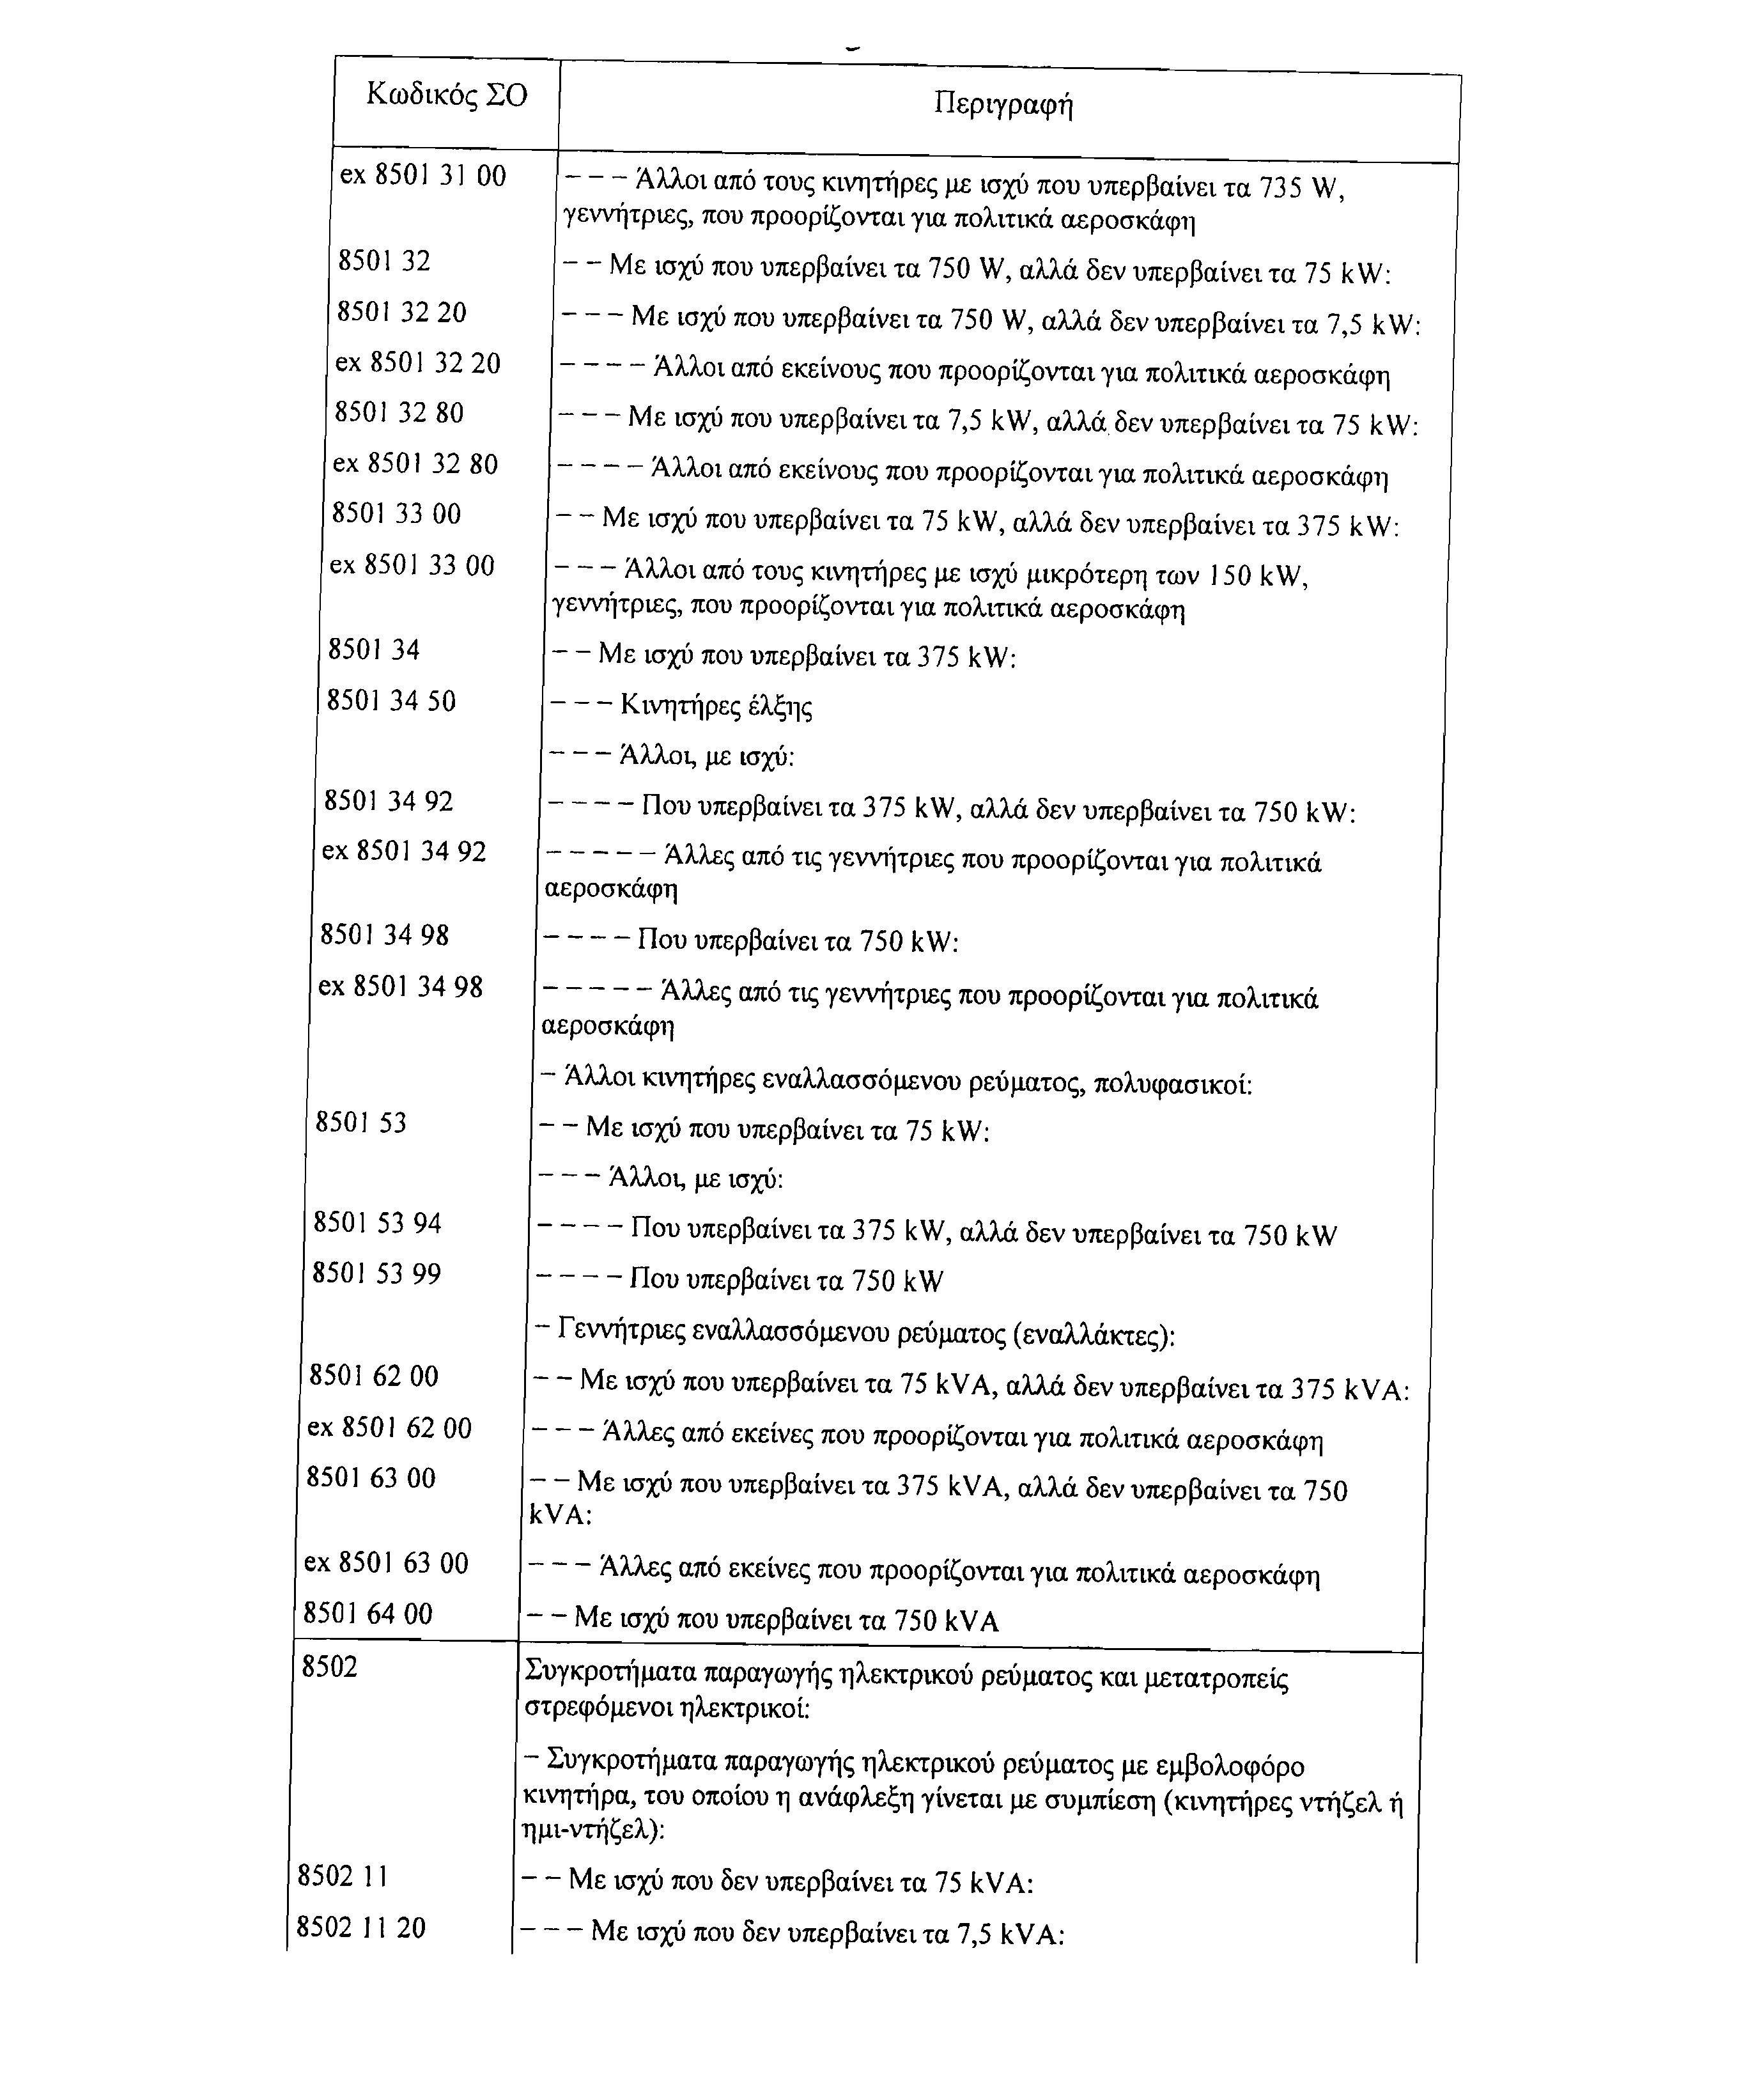 Κωδικός ΣΟ
Περιγραφή
ex 8501 31 00
– – – Άλλοι από τους κινητήρες με ισχύ που υπερβαίνει τα 735 W,
γεννήτριες, που προορίζονται για πολιτικά αεροσκάφη
8501 32
– – Με ισχύ που υπερβαίνει τα 750 W, αλλά δεν υπερβαίνει τα 75 kW:
8501 32 20
– – – Με ισχύ που υπερβαίνει τα 750 W, αλλά δεν υπερβαίνει τα 7,5 kW:
ex 8501 32 20
– – – – Άλλοι από εκείνους που προορίζονται για πολιτικά αεροσκάφη
8501 32 80
– – – Με ισχύ που υπερβαίνει τα 7,5 kW, αλλά δεν υπερβαίνει τα 75 kW:
ex 8501 32 80
– – – – Άλλοι από εκείνους που προορίζονται για πολιτικά αεροσκάφη
8501 33 00
– – Με ισχύ που υπερβαίνει τα 75 kW, αλλά δεν υπερβαίνει τα 375 kW:
ex 8501 33 00
– – – Άλλοι από τους κινητήρες με ισχύ μικρότερη των 150 kW,
γεννήτριες, που προορίζονται για πολιτικά αεροσκάφη
8501 34
– – Με ισχύ που υπερβαίνει τα 375 kW:
8501 34 50
– – – Κινητήρες έλξης
– – – Άλλοι, με ισχύ:
8501 34 92
– – – – Που υπερβαίνει τα 375 kW, αλλά δεν υπερβαίνει τα 750 kW:
ex 8501 34 92
– – – – – Άλλες από τις γεννήτριες που προορίζονται για πολιτικά
αεροσκάφη
8501 34 98
– – – – Που υπερβαίνει τα 750 kW:
ex 8501 34 98
– – – – – Άλλες από τις γεννήτριες που προορίζονται για πολιτικά
αεροσκάφη
– Άλλοι κινητήρες εναλλασσόμενου ρεύματος, πολυφασικοί:
8501 53
– – Με ισχύ που υπερβαίνει τα 75 kW:
– – – Άλλοι, με ισχύ:
8501 53 94
– – – – Που υπερβαίνει τα 375 kW, αλλά δεν υπερβαίνει τα 750 kW
8501 53 99
– – – – Που υπερβαίνει τα 750 kW
– Γεννήτριες εναλλασσόμενου ρεύματος (εναλλάκτες):
8501 62 00
– – Με ισχύ που υπερβαίνει τα 75 kVA, αλλά δεν υπερβαίνει τα 375 kVA:
ex 8501 62 00
– – – Άλλες από εκείνες που προορίζονται για πολιτικά αεροσκάφη
8501 63 00
– – Με ισχύ που υπερβαίνει τα 375 kVA, αλλά δεν υπερβαίνει τα 750
kVA:
ex 8501 63 00
– – – Άλλες από εκείνες που προορίζονται για πολιτικά αεροσκάφη
8501 64 00
– – Με ισχύ που υπερβαίνει τα 750 kVA
8502
Συγκροτήματα παραγωγής ηλεκτρικού ρεύματος και μετατροπείς
στρεφόμενοι ηλεκτρικοί:
– Συγκροτήματα παραγωγής ηλεκτρικού ρεύματος με εμβολοφόρο
κινητήρα, του οποίου η ανάφλεξη γίνεται με συμπίεση (κινητήρες ντήζελ ή
ημι-ντήζελ):
8502 11
– – Με ισχύ που δεν υπερβαίνει τα 75 kVA:
8502 11 20
– – – Με ισχύ που δεν υπερβαίνει τα 7,5 kVA: